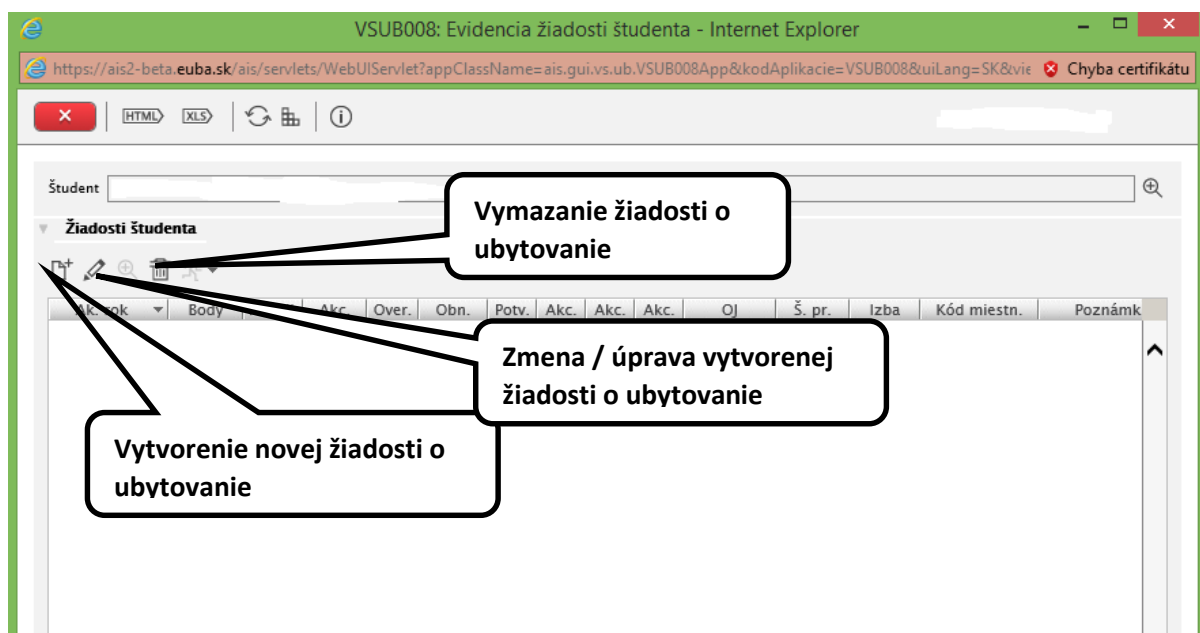 VSUB008: Evidencia žiadosti študenta - Internet Explorer
https://ais2-beta.euba.sk/ais/servlets/WebUIServlet?appClassName=ais.gui.vs.ub.VSUB008App&kodAplikacie=VSUB008&uiLang=SK&vie Chyba certifikátu
HTML XLS
Študent
Žiadosti študenta
Vymazanie žiadosti o
ubytovanie
Ak. rok Body Akc. Over. Obn. Potv. Akc. Akc. Akc. OJ Š. pr. Izba Kód miestn. Poznámk
Zmena / úprava vytvorenej
žiadosti o ubytovanie
Vytvorenie novej žiadosti o
ubytovanie